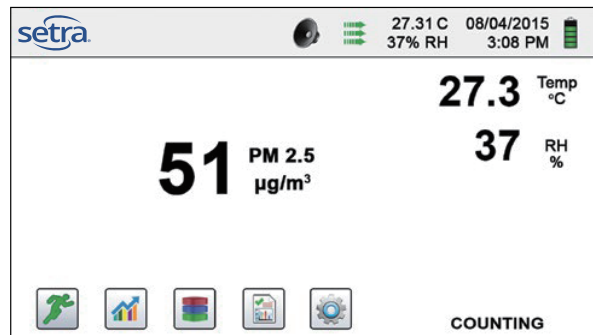 setra
27.31 C 08/04/2015
37% RH 3:08 PM
27.3 Temp °C
37 RH %
51 PM 2.5 µg/m³
COUNTING